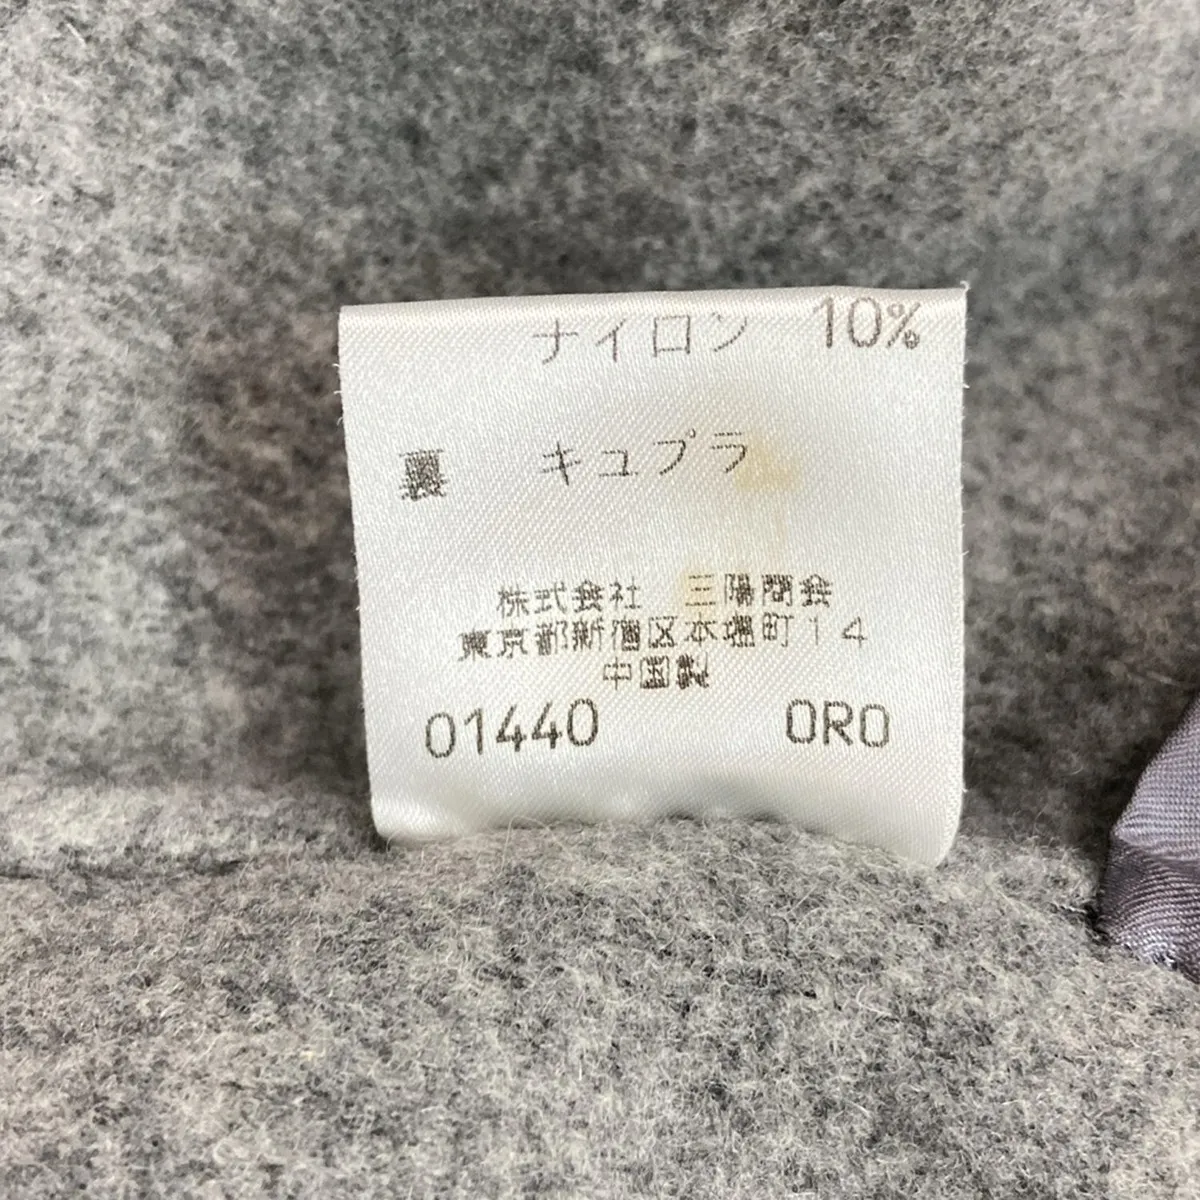 ナイロン 10%
裏 キュプラ
株式会社 三陽商会
東京都新宿区本塩町14
中国製
01440 0R0